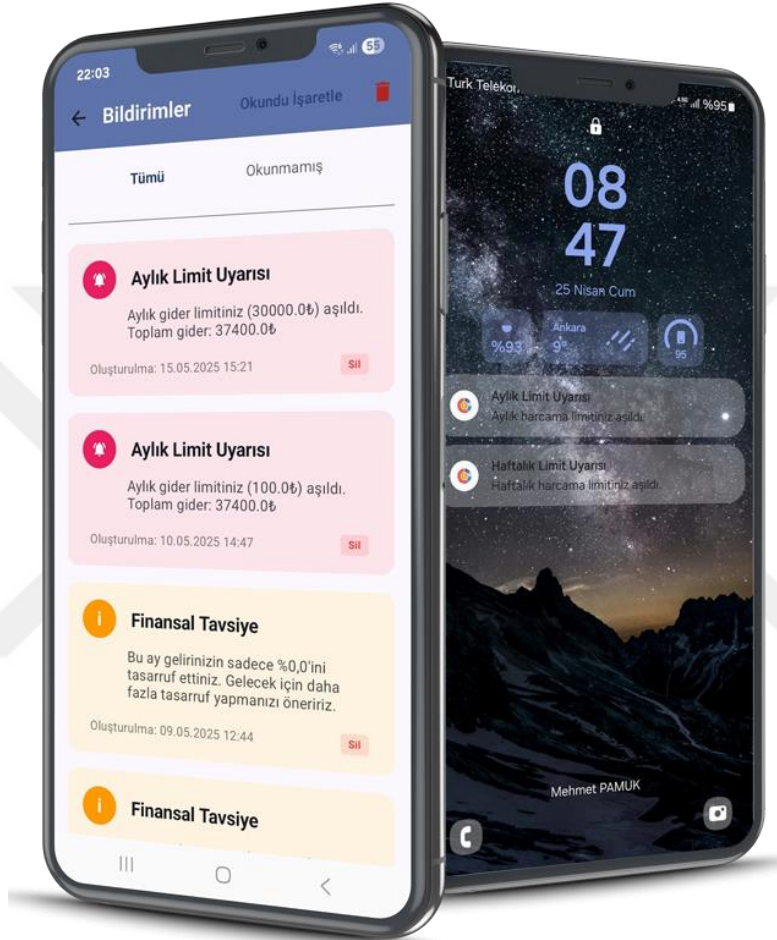 22:03
55
Bildirimler
Okundu İşaretle
Tümü
Okunmamış
Aylık Limit Uyarısı
Aylık gider limitiniz (30000.0₺) aşıldı.
Toplam gider: 37400.0₺
Oluşturulma: 15.05.2025 15:21
Sil
Aylık Limit Uyarısı
Aylık gider limitiniz (100.0₺) aşıldı.
Toplam gider: 37400.0₺
Oluşturulma: 10.05.2025 14:47
Sil
i
Finansal Tavsiye
Bu ay gelirinizin sadece %0,0'ini
tasarruf ettiniz. Gelecek için daha
fazla tasarruf yapmanızı öneririz.
Oluşturulma: 09.05.2025 12:44
Sil
i
Finansal Tavsiye
Turk Telekom
%95
08
47
25 Nisan Cum
%93
Ankara
9°
95
Aylık Limit Uyarısı
Aylık harcama limitiniz aşıldı.
Haftalık Limit Uyarısı
Haftalık harcama limitiniz aşıldı.
Mehmet PAMUK